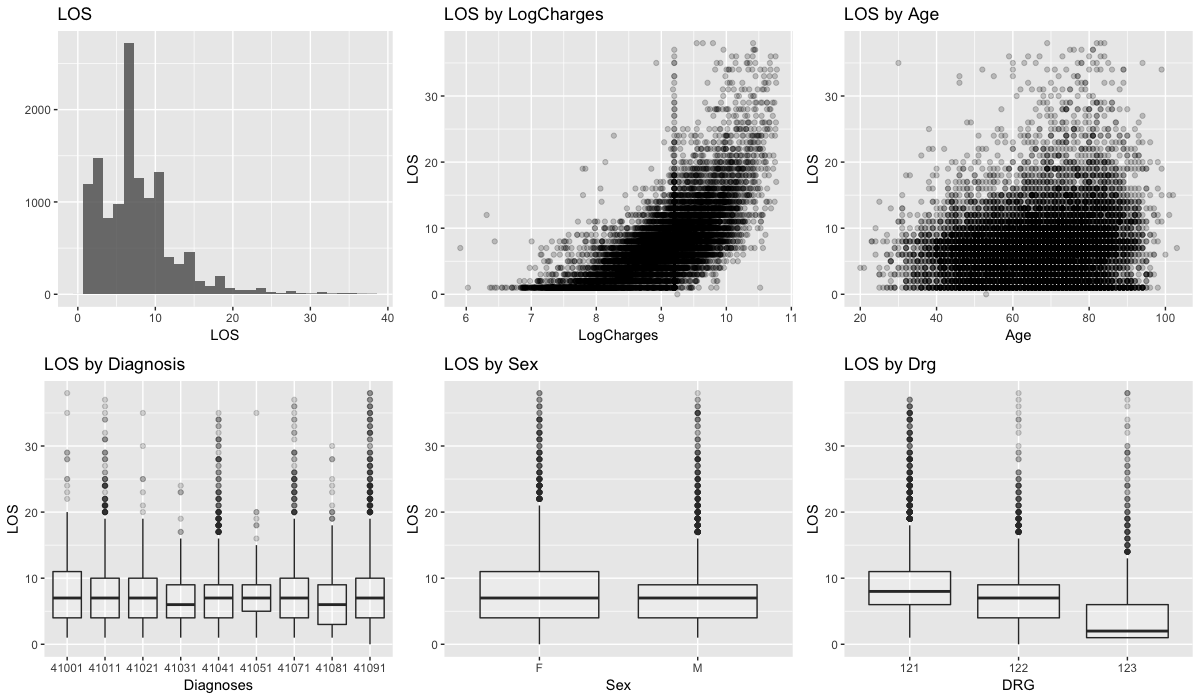 LOS
LOS by LogCharges
LOS by Age
2000
1000
0
0 10 20 30 40
LOS
LOS
30
20
10
0
6 7 8 9 10 11
LogCharges
LOS
30
20
10
0
20 40 60 80 100
Age
LOS by Diagnosis
LOS by Sex
LOS by Drg
LOS
30
20
10
0
41001 41011 41021 41031 41041 41051 41071 41081 41091
Diagnoses
LOS
30
20
10
0
F M
Sex
LOS
30
20
10
0
121 122 123
DRG